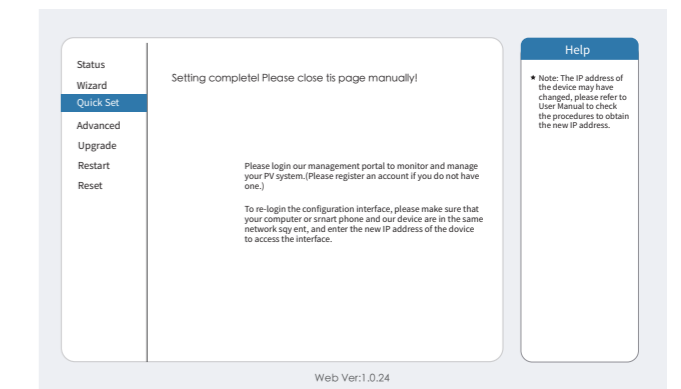 Status
Wizard
Quick Set
Advanced
Upgrade
Restart
Reset
Setting completel Please close tis page manually!
Please login our management portal to monitor and manage
your PV system.(Please register an account if you do not have
one.)
To re-login the configuration interface, please make sure that
your computer or srnart phone and our device are in the same
network sqy ent, and enter the new IP address of the dovice
to access the interface.
Help
★ Note: The IP address of
the device may have
changed, please refer to
User Manual to check
the procedures to obtain
the new IP address.
Web Ver:1.0.24